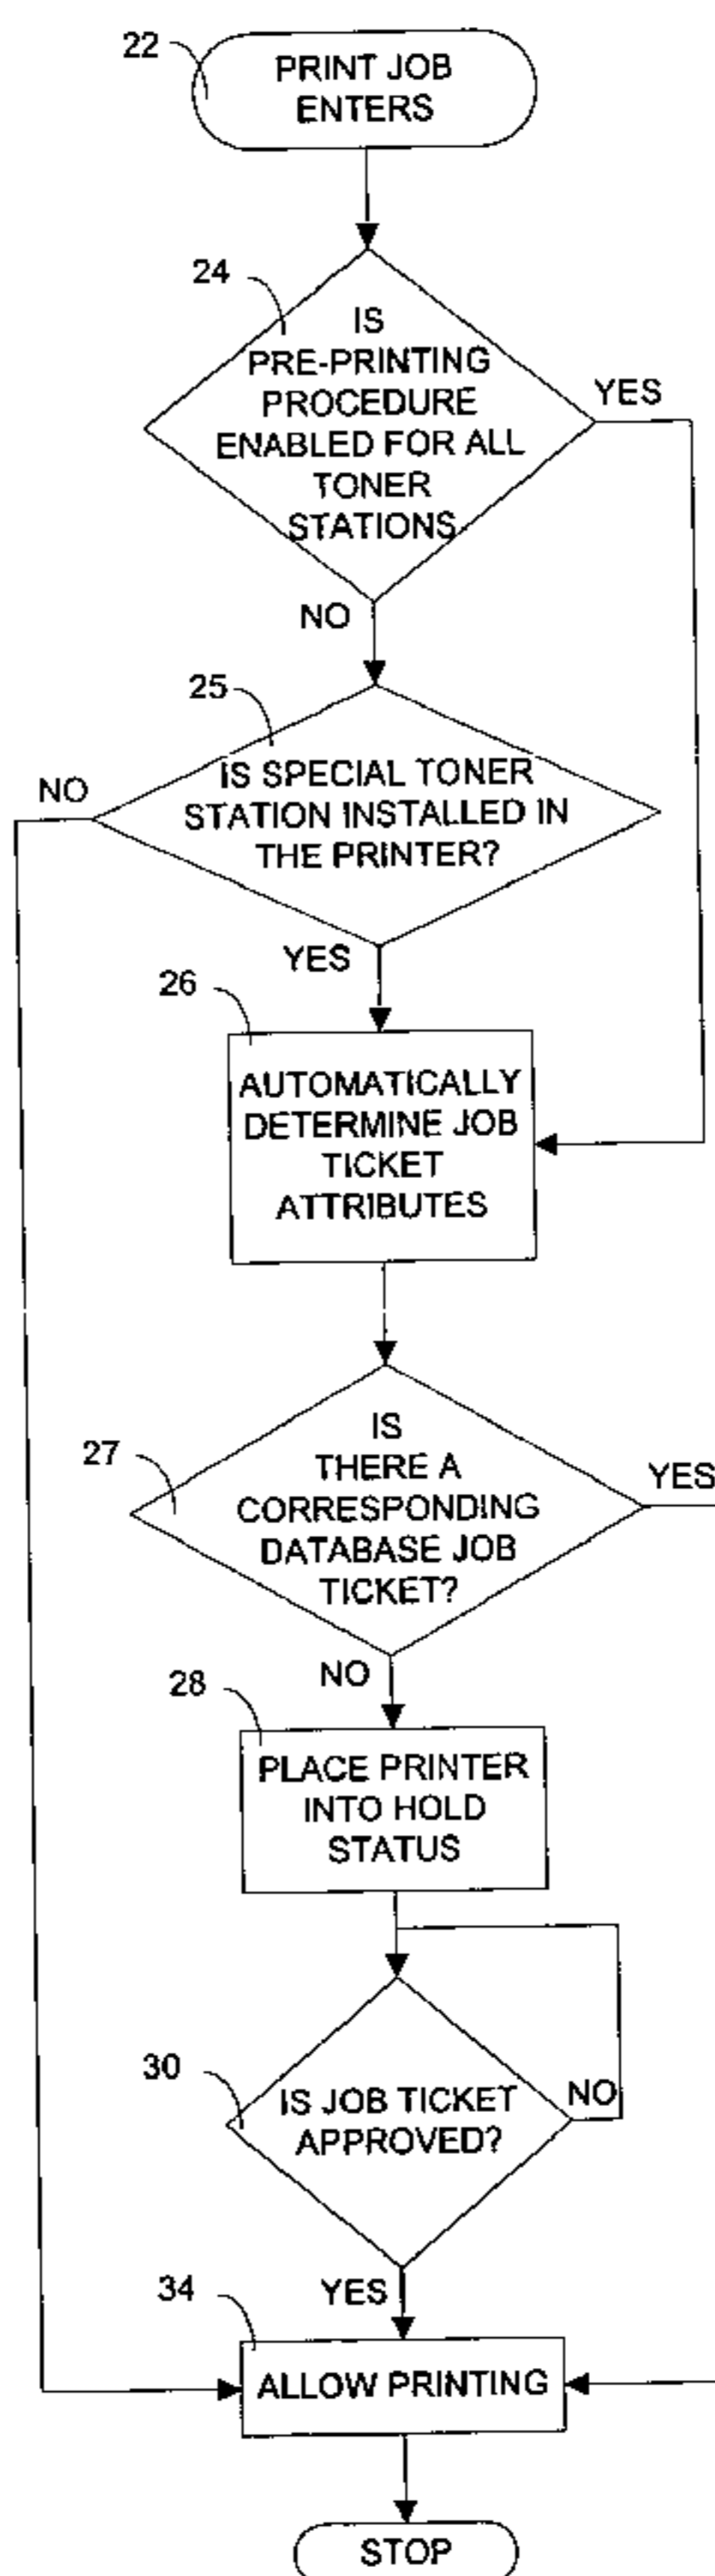 22
PRINT JOB
ENTERS
24
IS
PRE-PRINTING
PROCEDURE
ENABLED FOR ALL
TONER
STATIONS
YES
NO
25
IS SPECIAL TONER
STATION INSTALLED IN
THE PRINTER?
NO
YES
26
AUTOMATICALLY
DETERMINE JOB
TICKET
ATTRIBUTES
27
IS
THERE A
CORRESPONDING
DATABASE JOB
TICKET?
YES
NO
28
PLACE PRINTER
INTO HOLD
STATUS
30
IS JOB TICKET
APPROVED?
NO
YES
34
ALLOW PRINTING
STOP